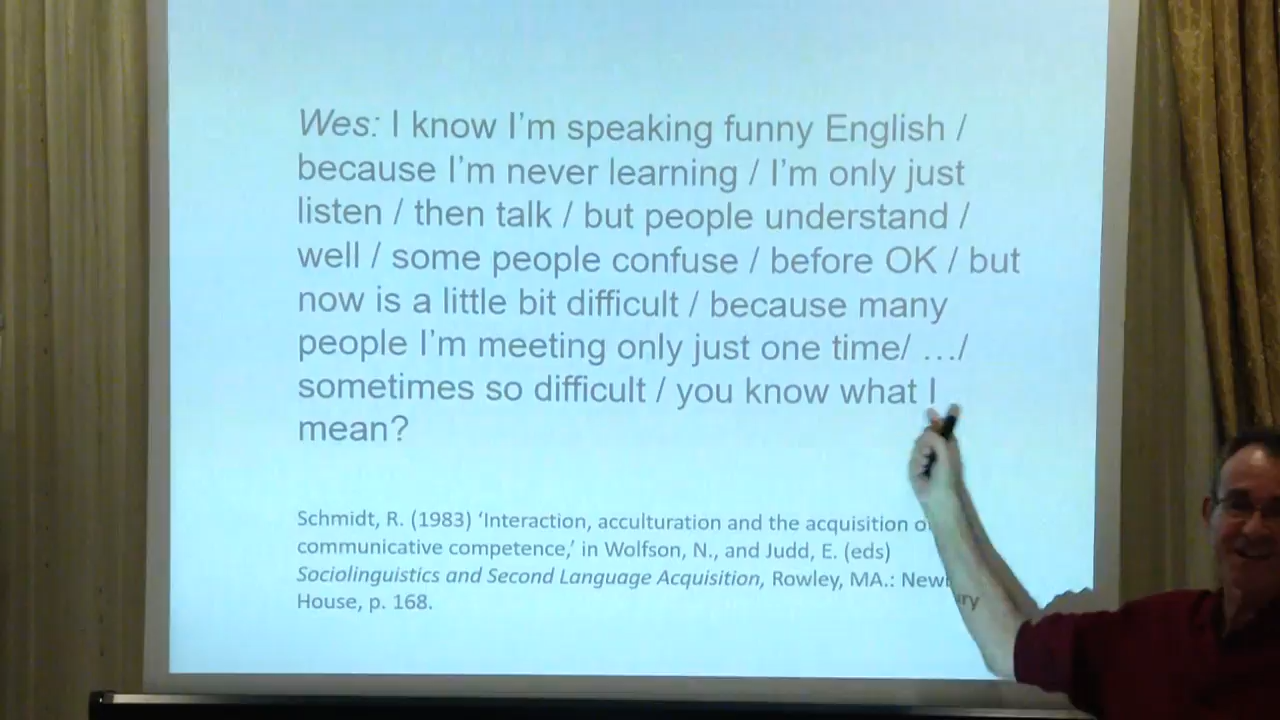 Wes: I know I'm speaking funny English /
because I'm never learning / I'm only just
listen / then talk / but people understand /
well / some people confuse / before OK / but
now is a little bit difficult / because many
people I'm meeting only just one time/ …/
sometimes so difficult / you know what I
mean?
Schmidt, R. (1983) ‘Interaction, acculturation and the acquisition
communicative competence,’ in Wolfson, N., and Judd, E. (eds)
Sociolinguistics and Second Language Acquisition, Rowley, MA.:
House, p. 168.